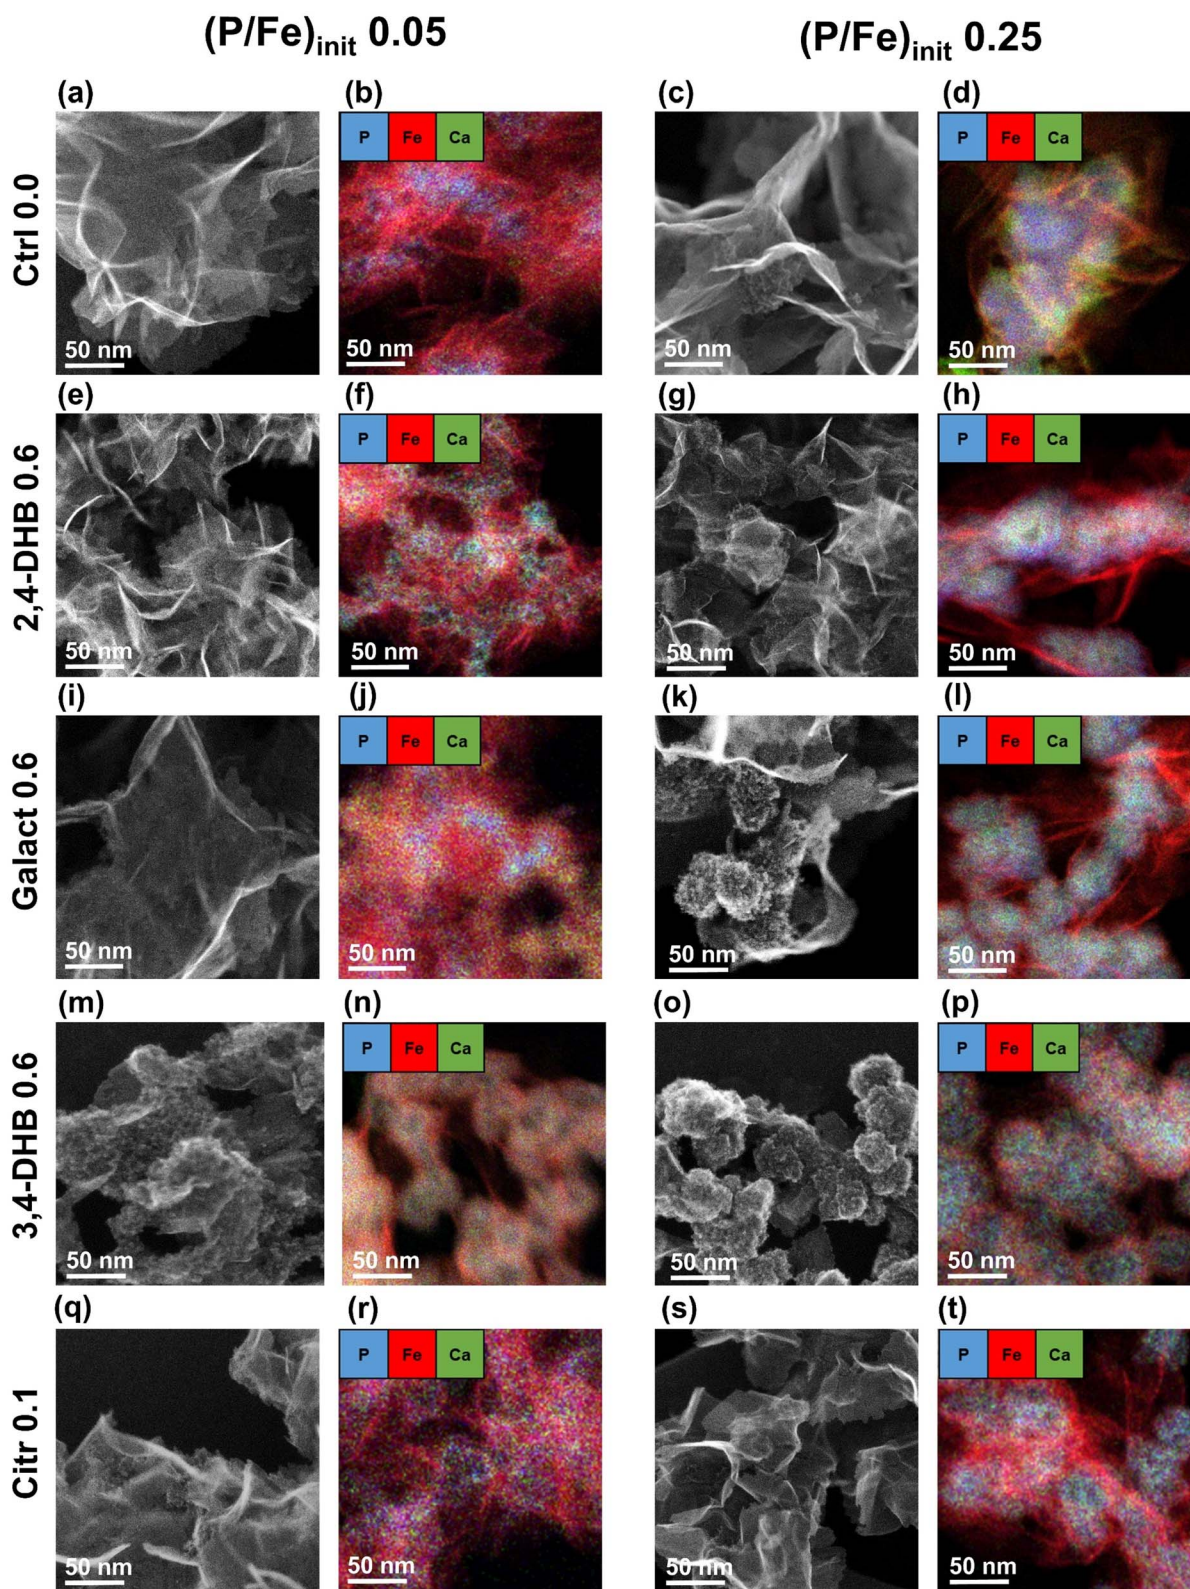 (P/Fe)init 0.05 (P/Fe)init 0.25
(a) (b) (c) (d)
Ctrl 0.0
P Fe Ca P Fe Ca
50 nm 50 nm 50 nm 50 nm
(e) (f) (g) (h)
2,4-DHB 0.6
P Fe Ca P Fe Ca
50 nm 50 nm 50 nm 50 nm
(i) (j) (k) (l)
Galact 0.6
P Fe Ca P Fe Ca
50 nm 50 nm 50 nm 50 nm
(m) (n) (o) (p)
3,4-DHB 0.6
P Fe Ca P Fe Ca
50 nm 50 nm 50 nm 50 nm
(q) (r) (s) (t)
Citr 0.1
P Fe Ca P Fe Ca
50 nm 50 nm 50 nm 50 nm